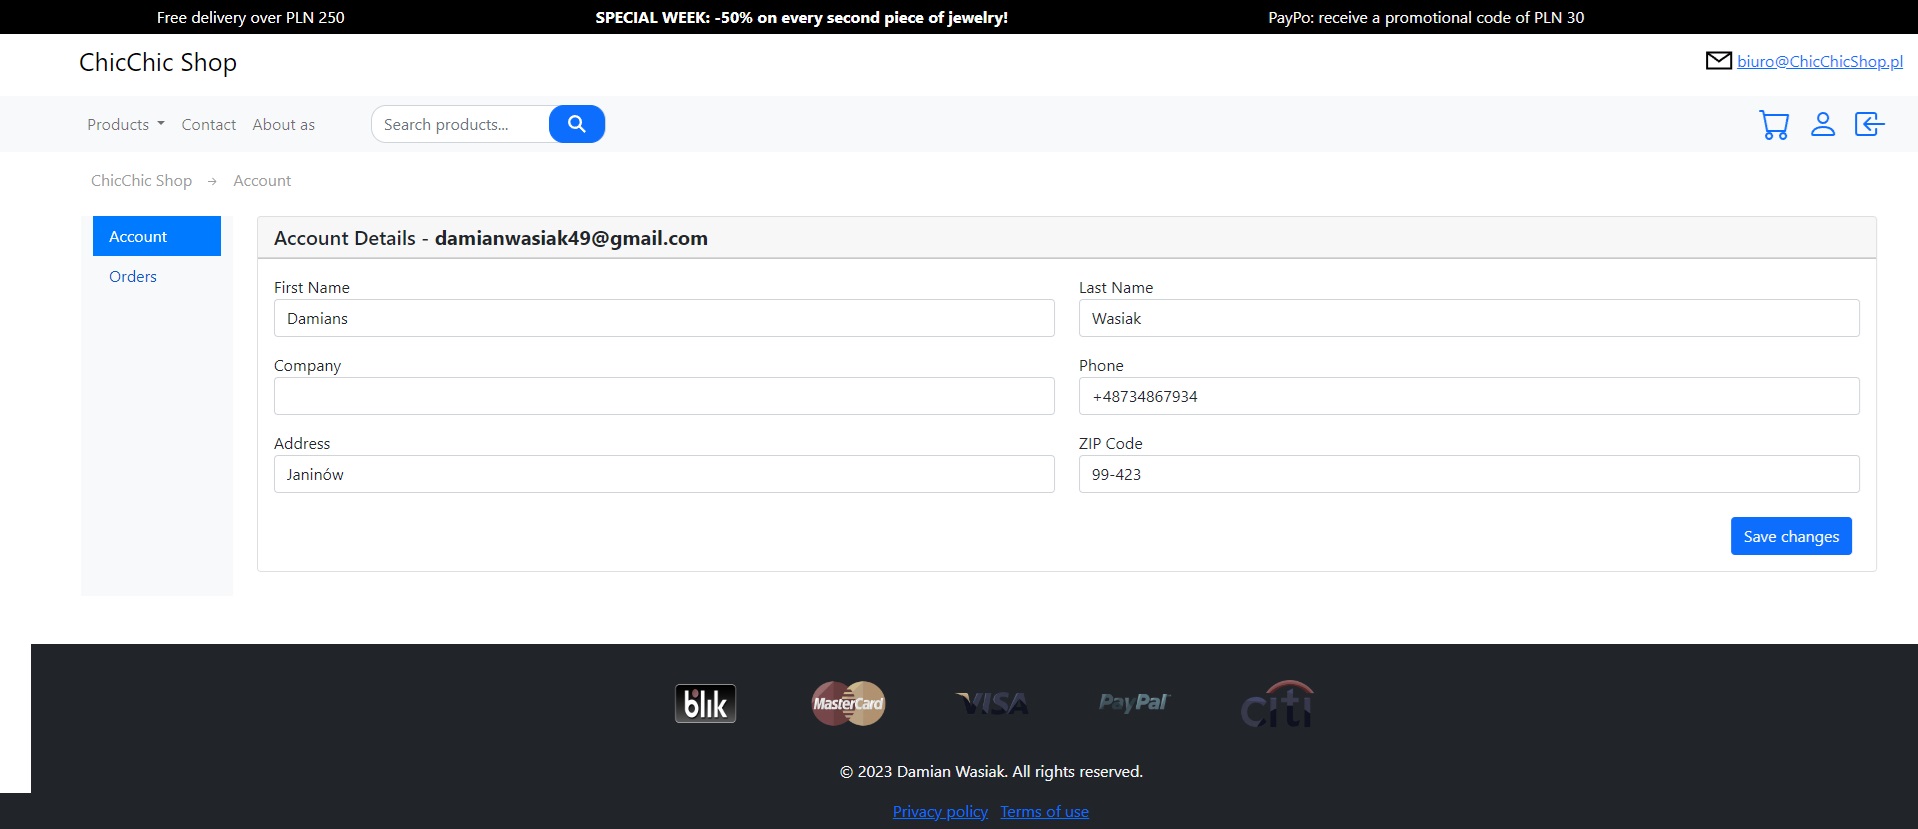 Free delivery over PLN 250 SPECIAL WEEK: -50% on every second piece of jewelry! PayPo: receive a promotional code of PLN 30
ChicChic Shop biuro@ChicChicShop.pl
Products Contact About as Search products...
ChicChic Shop → Account
Account
Orders
Account Details - damianwasiak49@gmail.com
First Name Last Name
Damians Wasiak
Company Phone
+48734867934
Address ZIP Code
Janinów 99-423
Save changes
blik MasterCard VISA PayPal citi
© 2023 Damian Wasiak. All rights reserved.
Privacy policy Terms of use